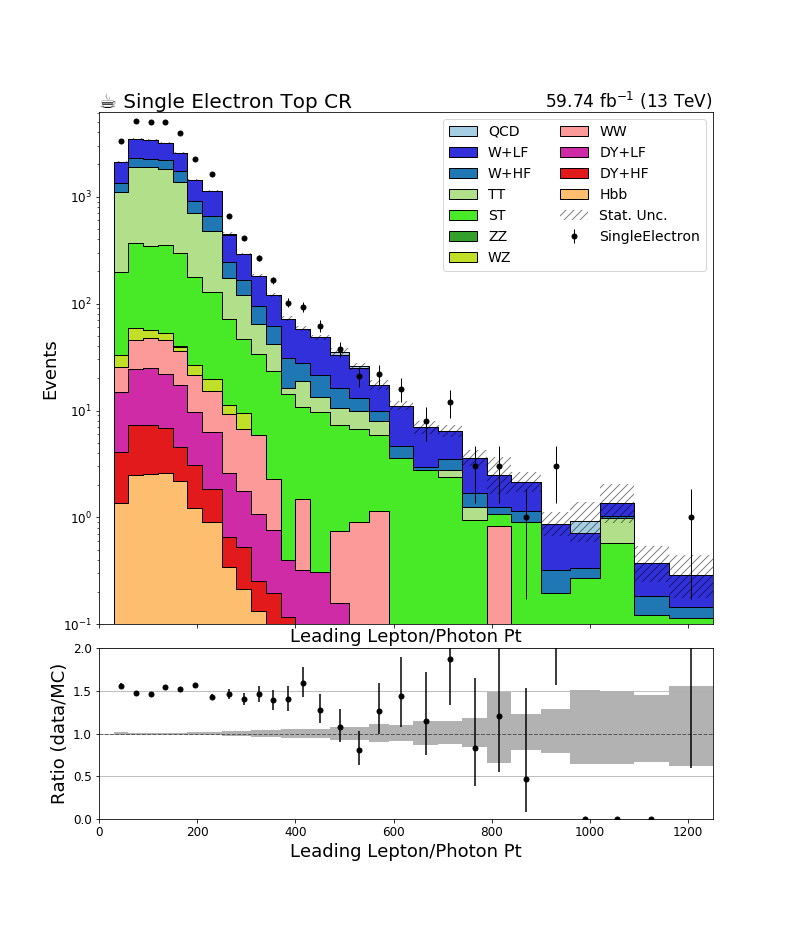 ☕ Single Electron Top CR
59.74 fb⁻¹ (13 TeV)
QCD
W+LF
W+HF
TT
ST
ZZ
WZ
WW
DY+LF
DY+HF
Hbb
Stat. Unc.
SingleElectron
Events
10³
10²
10¹
10⁰
10⁻¹
Leading Lepton/Photon Pt
Ratio (data/MC)
2.0
1.5
1.0
0.5
0.0
0 200 400 600 800 1000 1200
Leading Lepton/Photon Pt